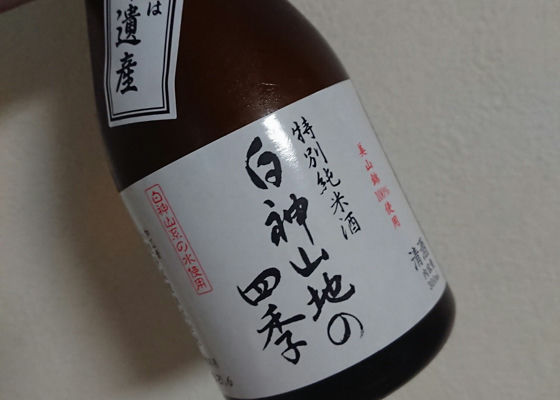 は
遺産
美山錦100%使用
特別純米酒
白神山地の
四季
白神山系の水使用
清酒